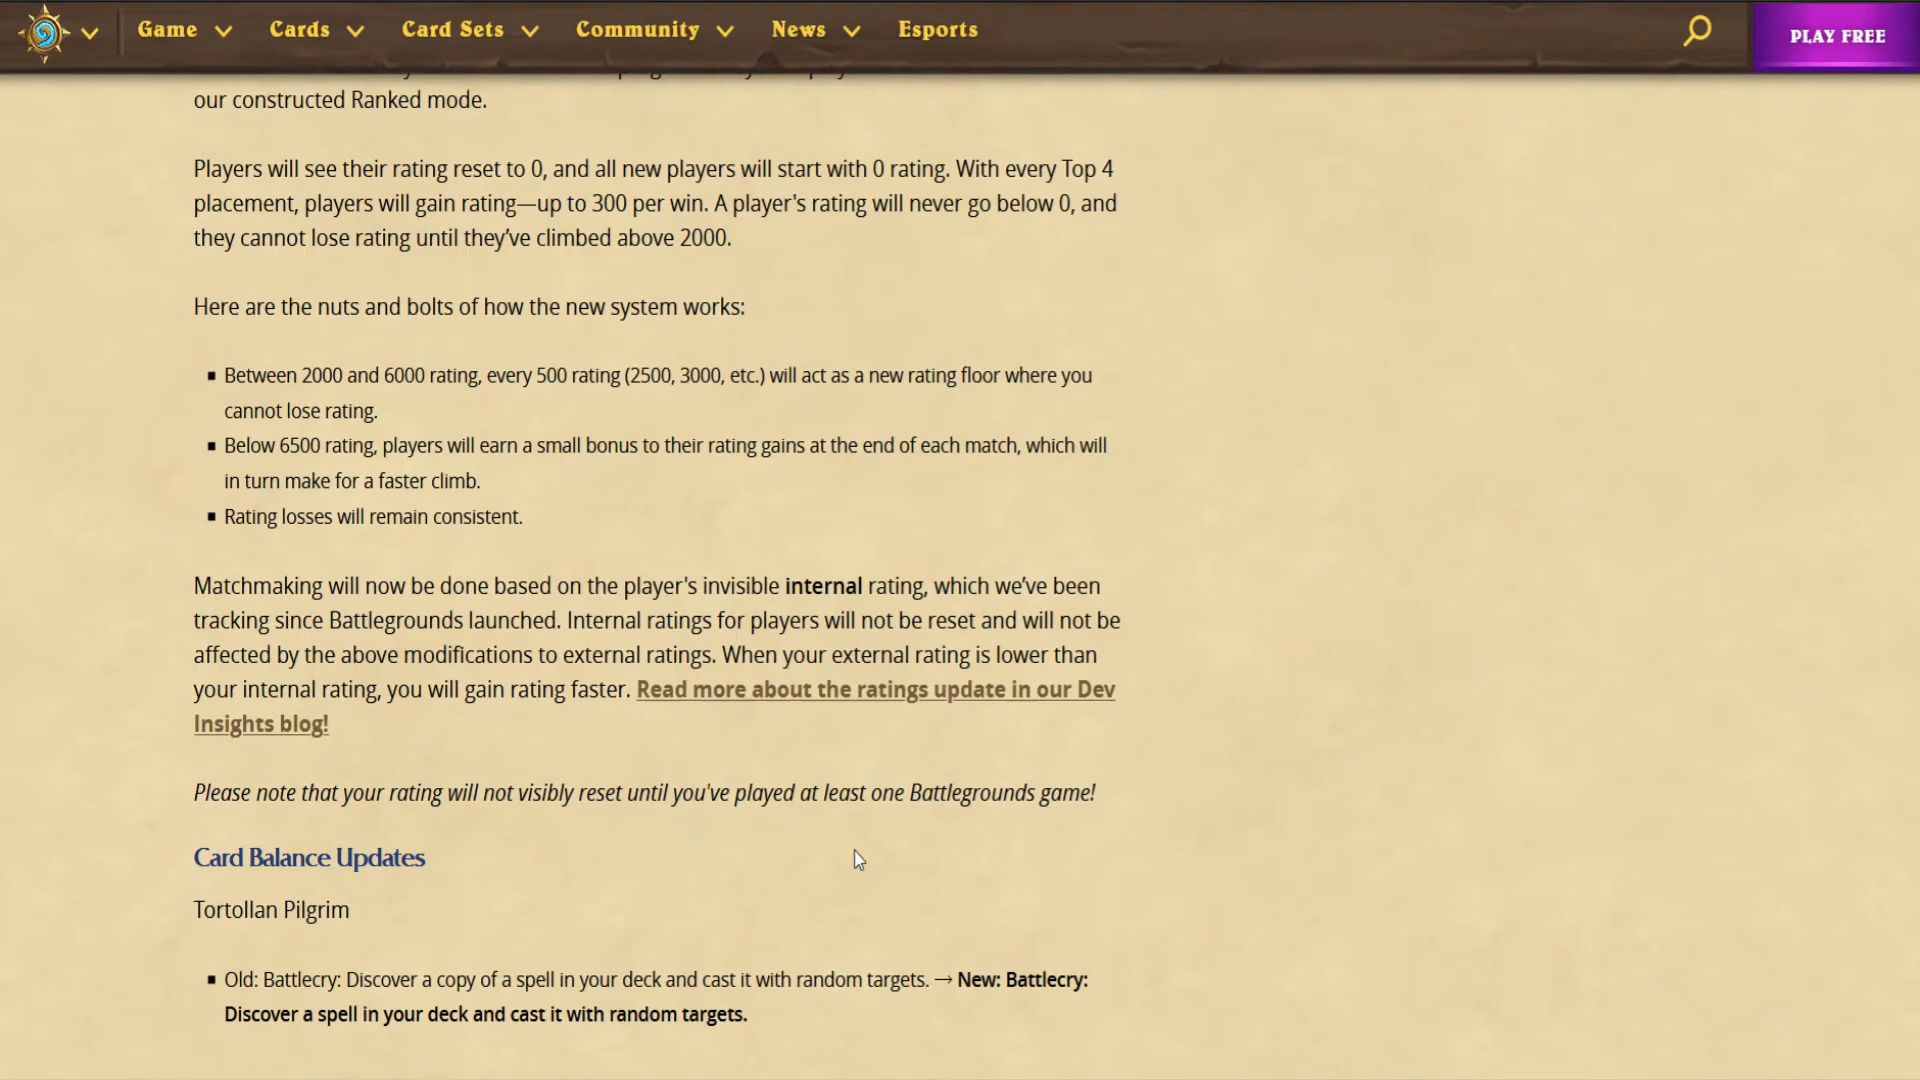 Game
Cards
Card Sets
Community
News
Esports
PLAY FREE
our constructed Ranked mode.
Players will see their rating reset to 0, and all new players will start with 0 rating. With every Top 4
placement, players will gain rating—up to 300 per win. A player's rating will never go below 0, and
they cannot lose rating until they’ve climbed above 2000.
Here are the nuts and bolts of how the new system works:
Between 2000 and 6000 rating, every 500 rating (2500, 3000, etc.) will act as a new rating floor where you
cannot lose rating.
Below 6500 rating, players will earn a small bonus to their rating gains at the end of each match, which will
in turn make for a faster climb.
Rating losses will remain consistent.
Matchmaking will now be done based on the player's invisible internal rating, which we’ve been
tracking since Battlegrounds launched. Internal ratings for players will not be reset and will not be
affected by the above modifications to external ratings. When your external rating is lower than
your internal rating, you will gain rating faster. Read more about the ratings update in our Dev
Insights blog!
Please note that your rating will not visibly reset until you've played at least one Battlegrounds game!
Card Balance Updates
Tortollan Pilgrim
Old: Battlecry: Discover a copy of a spell in your deck and cast it with random targets. → New: Battlecry:
Discover a spell in your deck and cast it with random targets.